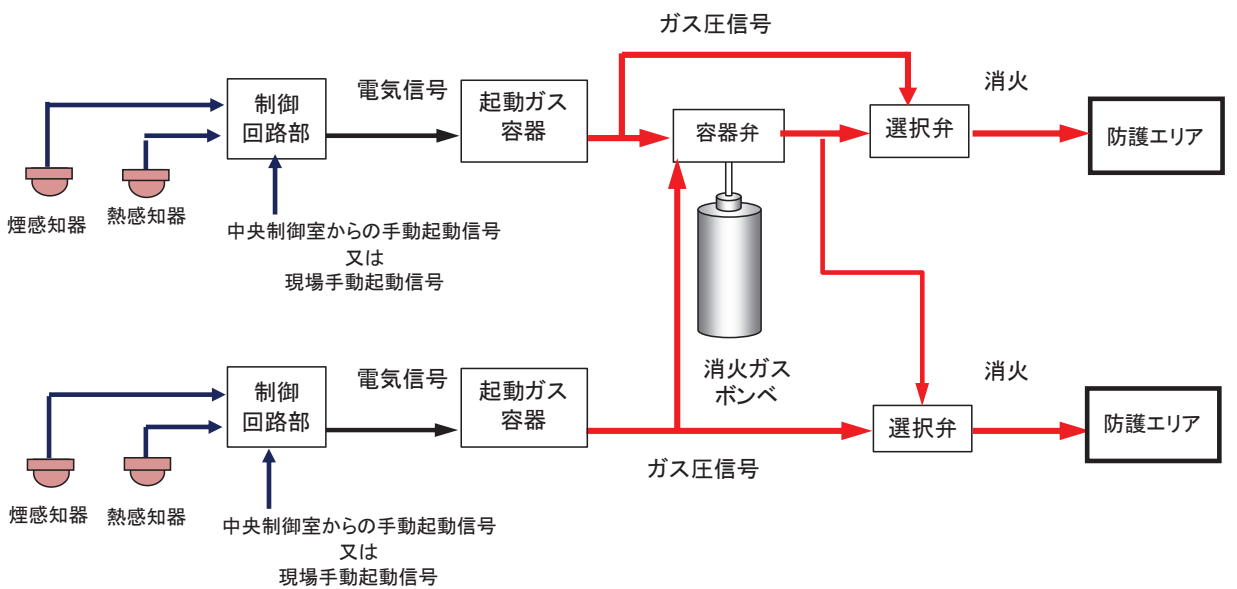 ガス圧信号
制御
回路部
電気信号
起動ガス
容器
容器弁
選択弁
消火
防護エリア
煙感知器
熱感知器
中央制御室からの手動起動信号
又は
現場手動起動信号
消火ガス
ボンベ
制御
回路部
電気信号
起動ガス
容器
ガス圧信号
選択弁
消火
防護エリア
煙感知器
熱感知器
中央制御室からの手動起動信号
又は
現場手動起動信号